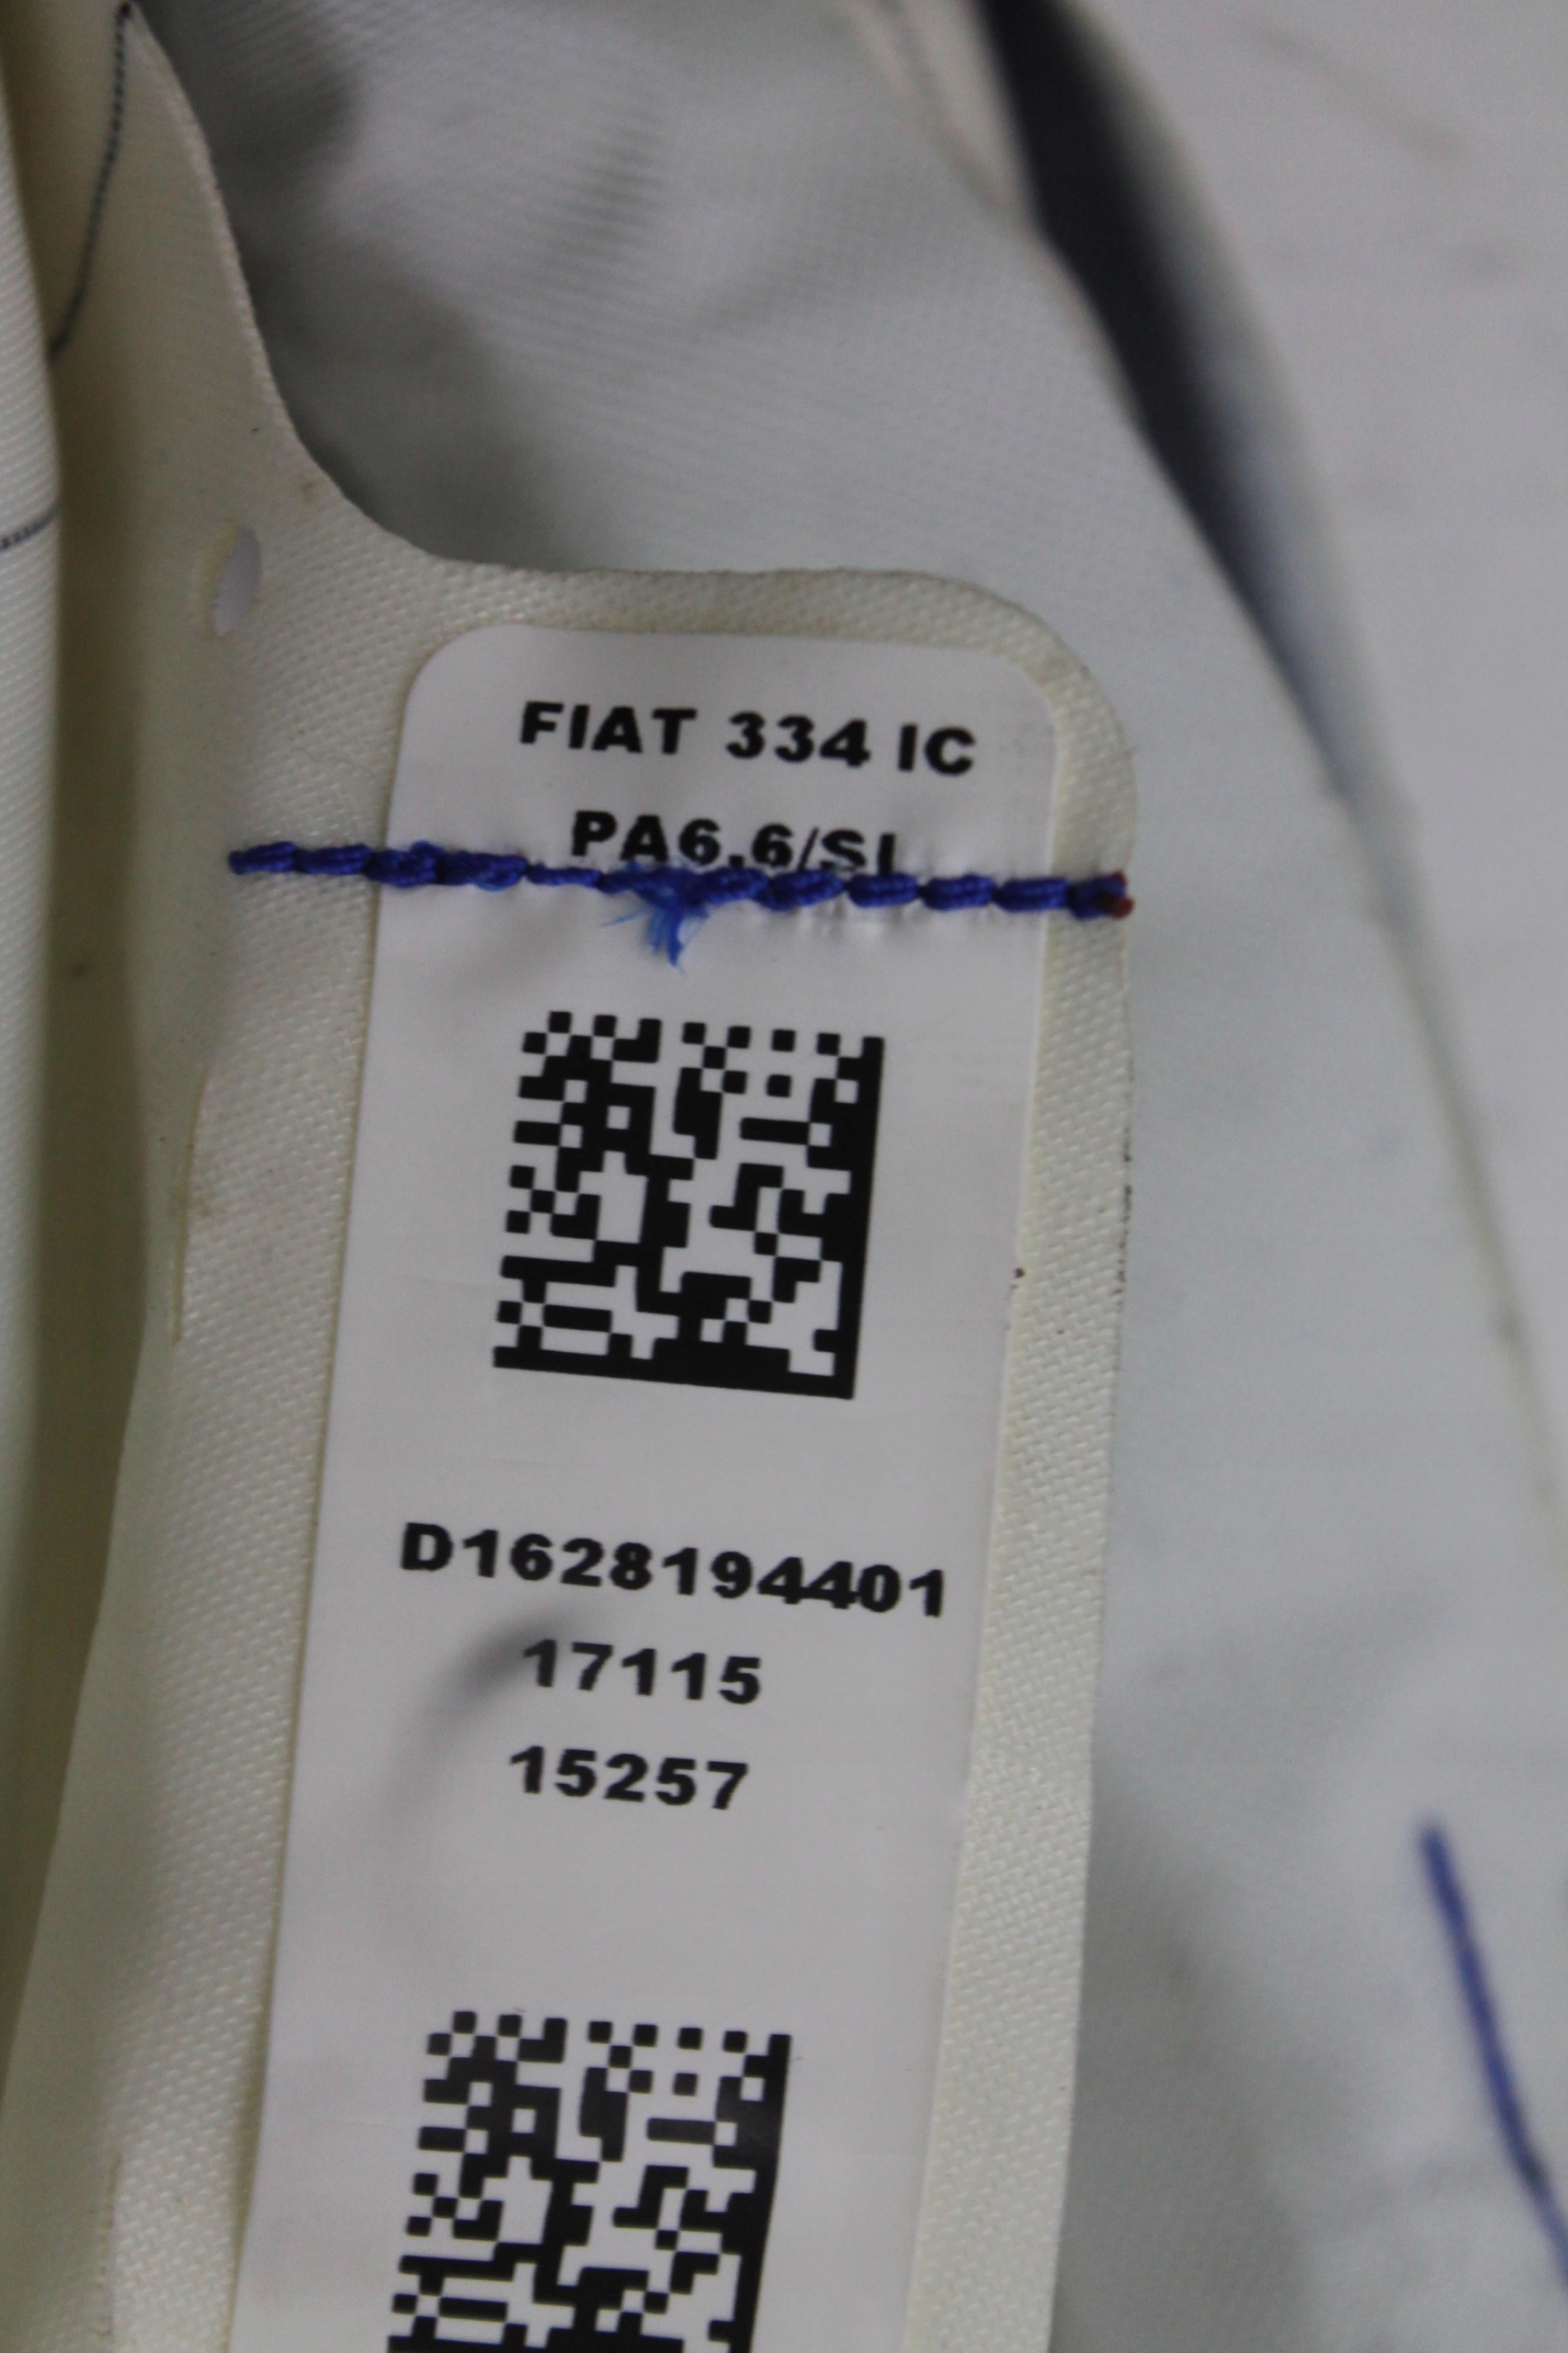 FIAT 334 IC
PA6.6/SI
D1628194401
17115
15257